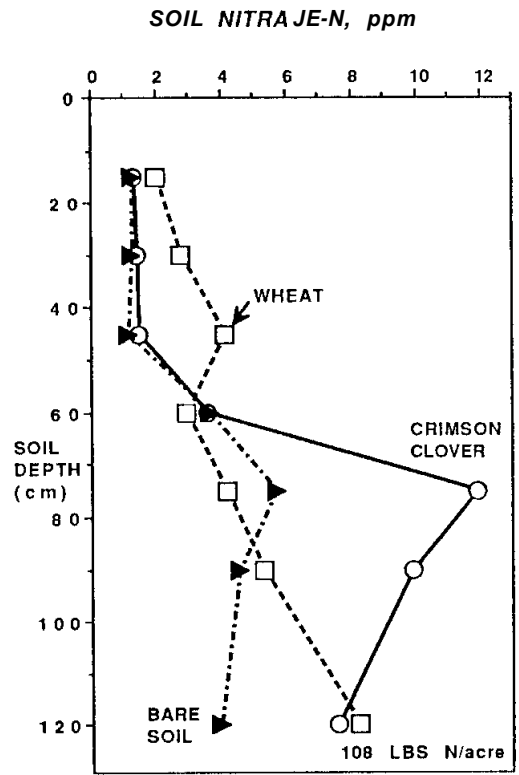 SOIL NITRAJE-N, ppm
0 2 4 6 8 10 12
0
20
40
WHEAT
60
CRIMSON
CLOVER
SOIL
DEPTH
(cm)
80
100
BARE
SOIL
120
108 LBS N/acre